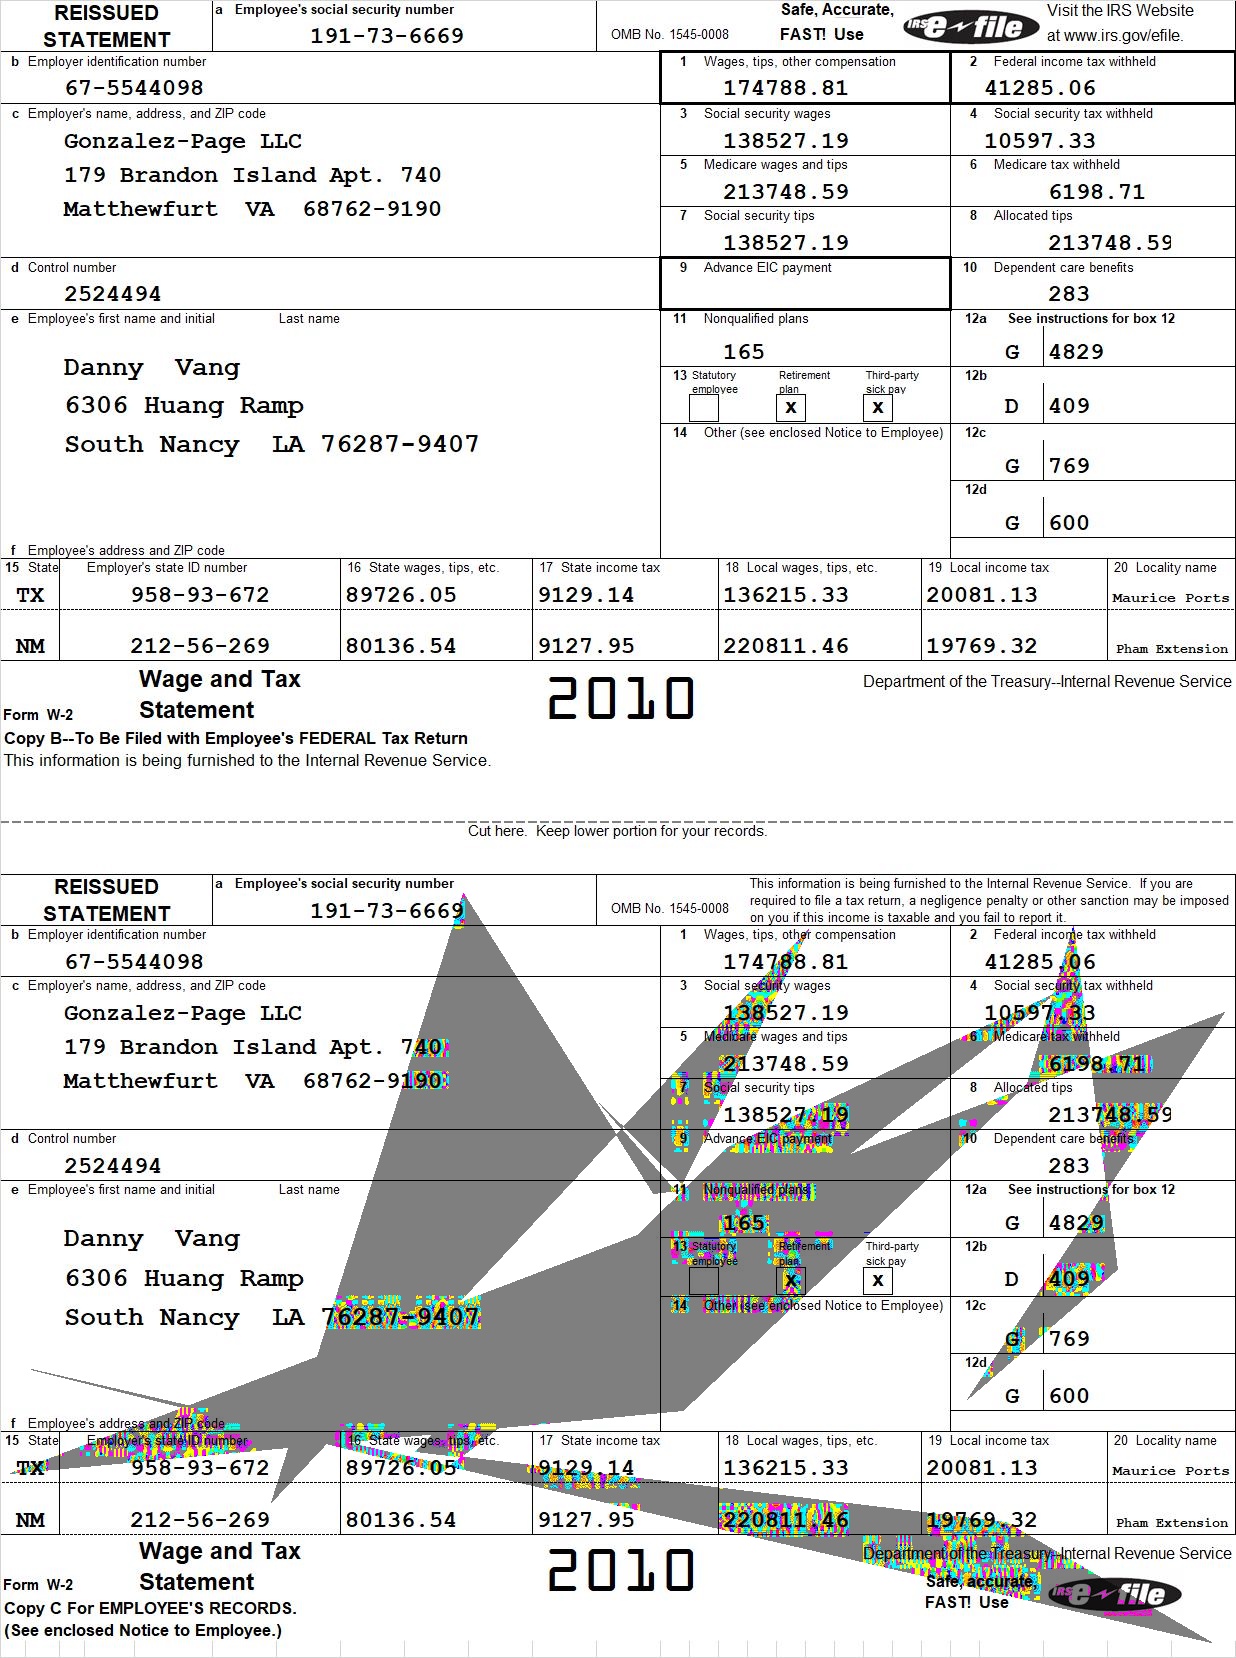 REISSUED STATEMENT
a Employee's social security number
191-73-6669
OMB No. 1545-0008
Safe, Accurate, FAST! Use
IRS e-file
Visit the IRS Website at www.irs.gov/efile.
b Employer identification number
67-5544098
1 Wages, tips, other compensation
174788.81
2 Federal income tax withheld
41285.06
c Employer's name, address, and ZIP code
Gonzalez-Page LLC
179 Brandon Island Apt. 740
Matthewfurt VA 68762-9190
3 Social security wages
138527.19
4 Social security tax withheld
10597.33
5 Medicare wages and tips
213748.59
6 Medicare tax withheld
6198.71
7 Social security tips
138527.19
8 Allocated tips
213748.59
d Control number
2524494
9 Advance EIC payment
10 Dependent care benefits
283
e Employee's first name and initial Last name
Danny Vang
6306 Huang Ramp
South Nancy LA 76287-9407
11 Nonqualified plans
165
12a See instructions for box 12
G 4829
13 Statutory employee
Retirement plan
X
Third-party sick pay
X
12b
D 409
14 Other (see enclosed Notice to Employee)
12c
G 769
12d
G 600
f Employee's address and ZIP code
15 State Employer's state ID number 16 State wages, tips, etc. 17 State income tax 18 Local wages, tips, etc. 19 Local income tax 20 Locality name
TX 958-93-672 89726.05 9129.14 136215.33 20081.13 Maurice Ports
NM 212-56-269 80136.54 9127.95 220811.46 19769.32 Pham Extension
Form W-2
Wage and Tax Statement
2010
Department of the Treasury--Internal Revenue Service
Copy B--To Be Filed with Employee's FEDERAL Tax Return
This information is being furnished to the Internal Revenue Service.
Cut here. Keep lower portion for your records.
REISSUED STATEMENT
a Employee's social security number
191-73-6669
OMB No. 1545-0008
This information is being furnished to the Internal Revenue Service. If you are
required to file a tax return, a negligence penalty or other sanction may be imposed
on you if this income is taxable and you fail to report it.
b Employer identification number
67-5544098
1 Wages, tips, other compensation
174788.81
2 Federal income tax withheld
41285.06
c Employer's name, address, and ZIP code
Gonzalez-Page LLC
179 Brandon Island Apt. 740
Matthewfurt VA 68762-9190
3 Social security wages
138527.19
4 Social security tax withheld
10597.33
5 Medicare wages and tips
213748.59
6 Medicare tax withheld
6198.71
7 Social security tips
138527.19
8 Allocated tips
213748.59
d Control number
2524494
9 Advance EIC payment
10 Dependent care benefits
283
e Employee's first name and initial Last name
Danny Vang
6306 Huang Ramp
South Nancy LA 76287-9407
11 Nonqualified plans
165
12a See instructions for box 12
G 4829
13 Statutory employee
Retirement plan
X
Third-party sick pay
X
12b
D 409
14 Other (see enclosed Notice to Employee)
12c
G 769
12d
G 600
f Employee's address and ZIP code
15 State Employer's state ID number 16 State wages, tips, etc. 17 State income tax 18 Local wages, tips, etc. 19 Local income tax 20 Locality name
TX 958-93-672 89726.05 9129.14 136215.33 20081.13 Maurice Ports
NM 212-56-269 80136.54 9127.95 220811.46 19769.32 Pham Extension
Form W-2
Wage and Tax Statement
2010
Department of the Treasury--Internal Revenue Service
Safe, accurate, FAST! Use
IRS e-file
Copy C For EMPLOYEE'S RECORDS.
(See enclosed Notice to Employee.)